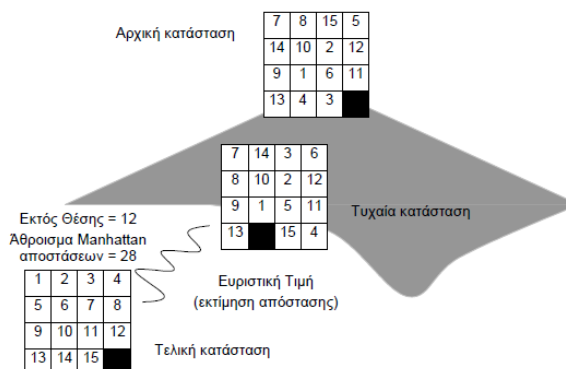 Αρχική κατάσταση
7 8 15 5
14 10 2 12
9 1 6 11
13 4 3
7 14 3 6
8 10 2 12
9 1 5 11
13 15 4
Τυχαία κατάσταση
Εκτός Θέσης = 12
Άθροισμα Manhattan
αποστάσεων = 28
Ευριστική Τιμή
(εκτίμηση απόστασης)
1 2 3 4
5 6 7 8
9 10 11 12
13 14 15
Τελική κατάσταση